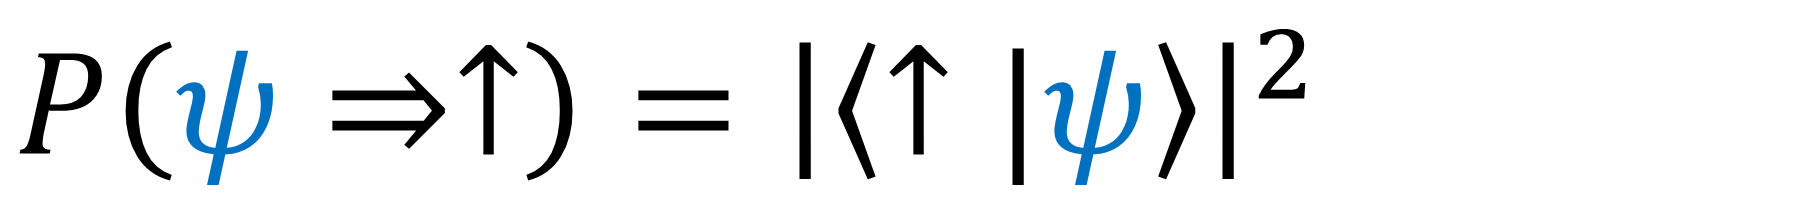 P(ψ ⇒↑) = |⟨↑ |ψ⟩|²